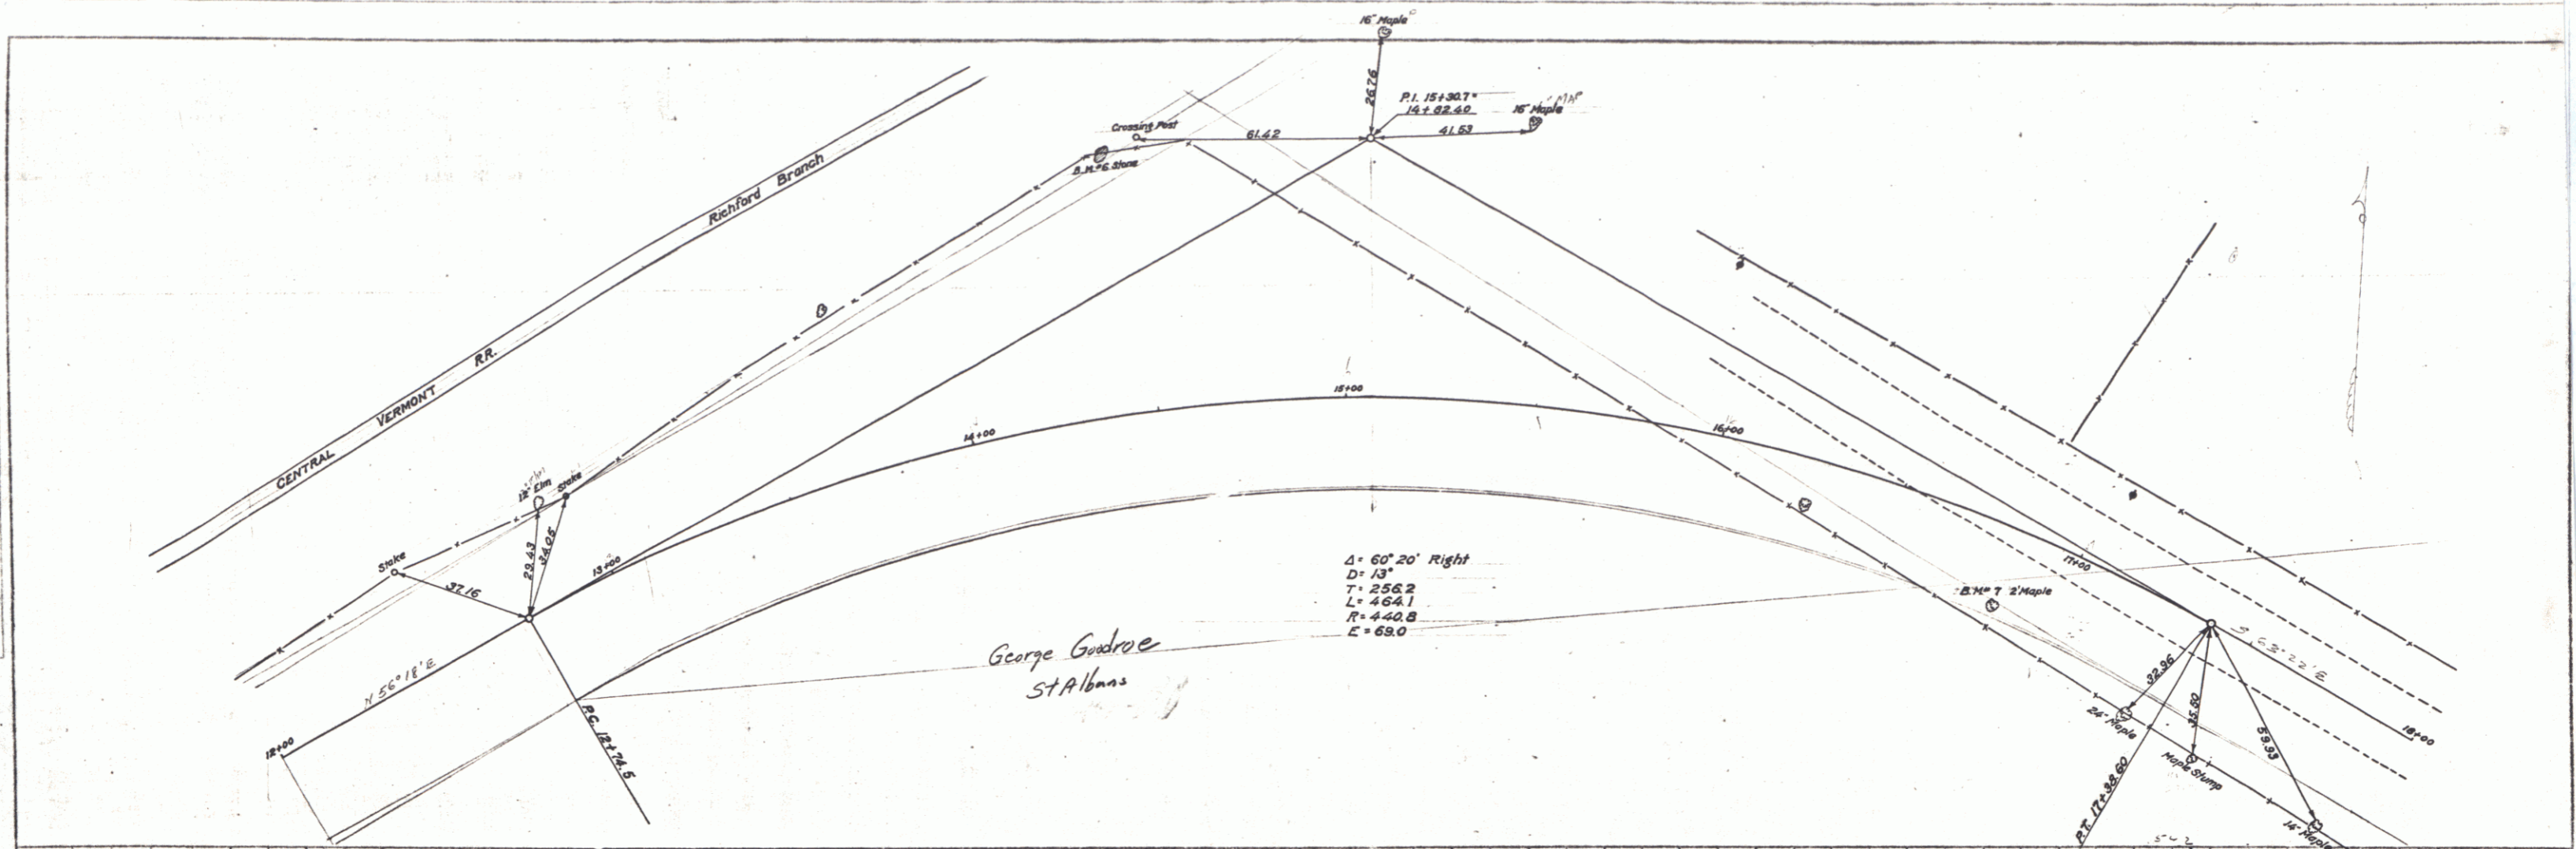 16" Maple
26.76
P.I. 15+30.7=
14+82.40
16" Maple
Crossing Post
61.42
41.53
B.M.#6 Stone
Richford Branch
CENTRAL VERMONT RR.
15+00
14+00
16+00
12" Elm
Stake
Stake
29.43
34.05
37.16
13+00
17+00
Δ= 60° 20' Right
D= 13°
T= 256.2
L= 464.1
R= 440.8
E= 69.0
B.M.#7 2'Maple
George Goodroe
St Albans
N 56° 18' E
S 63° 22' E
12+00
P.C. 12+74.5
32.96
35.80
59.93
18+00
24" Maple
Maple Stump
P.T. 17+38.60
14" Maple